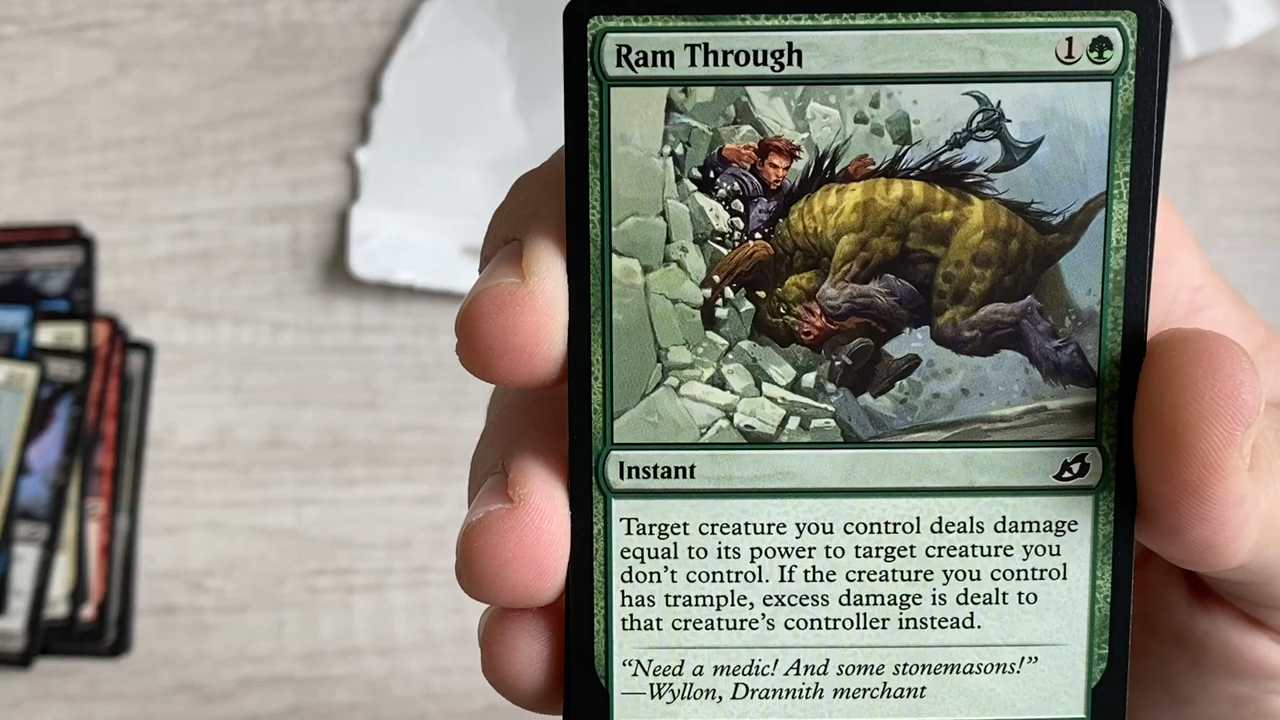 Ram Through
1
Instant
Target creature you control deals damage
equal to its power to target creature you
don't control. If the creature you control
has trample, excess damage is dealt to
that creature's controller instead.
"Need a medic! And some stonemasons!"
—Wyllon, Drannith merchant